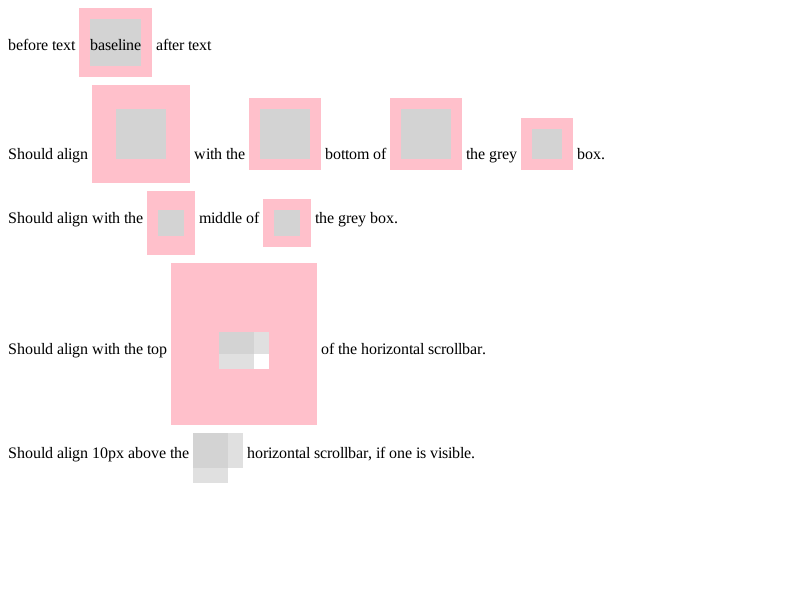 before text baseline after text
Should align with the bottom of the grey box.
Should align with the middle of the grey box.
Should align with the top of the horizontal scrollbar.
Should align 10px above the horizontal scrollbar, if one is visible.